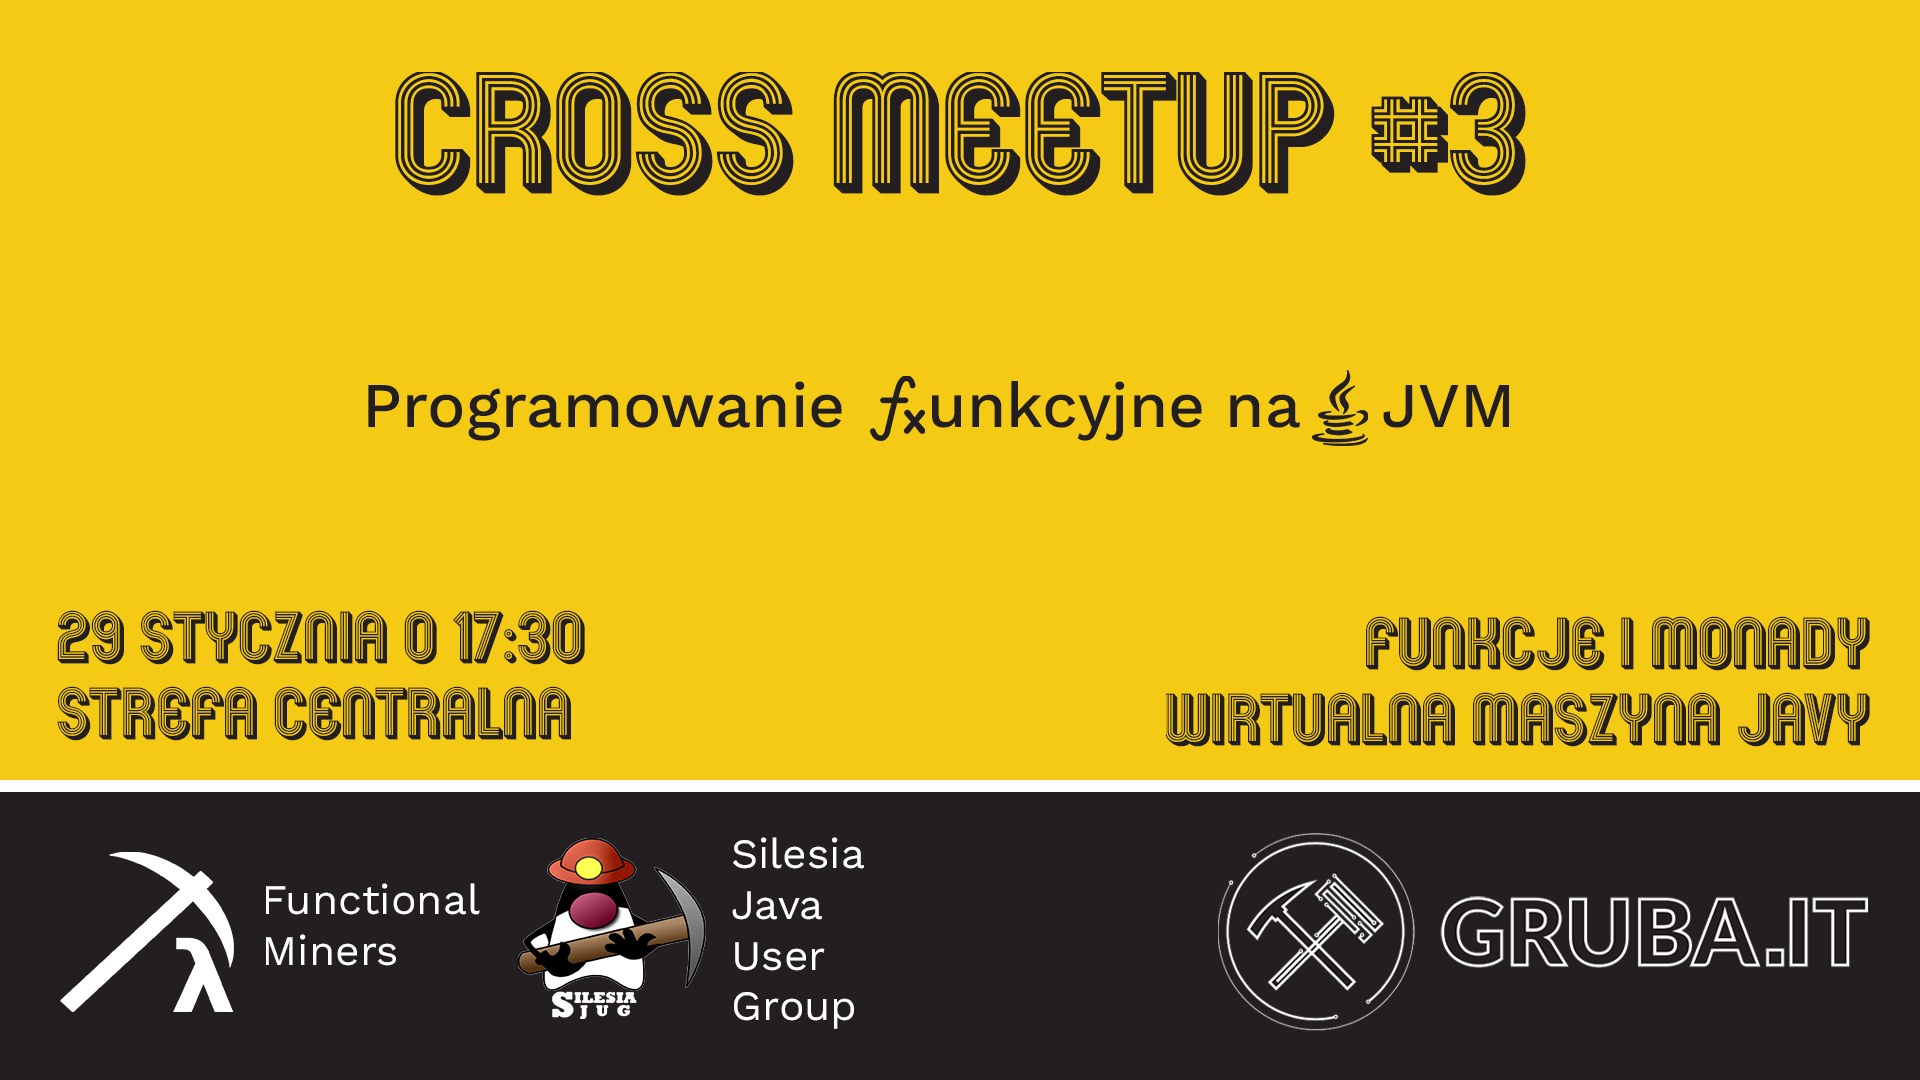 CROSS MEETUP #3
Programowanie fxunkcyjne na JVM
29 STYCZNIA O 17:30
STREFA CENTRALNA
FUNKCJE I MONADY
WIRTUALNA MASZYNA JAVY
Functional
Miners
SILESIA
JUG
Silesia
Java
User
Group
GRUBA.IT